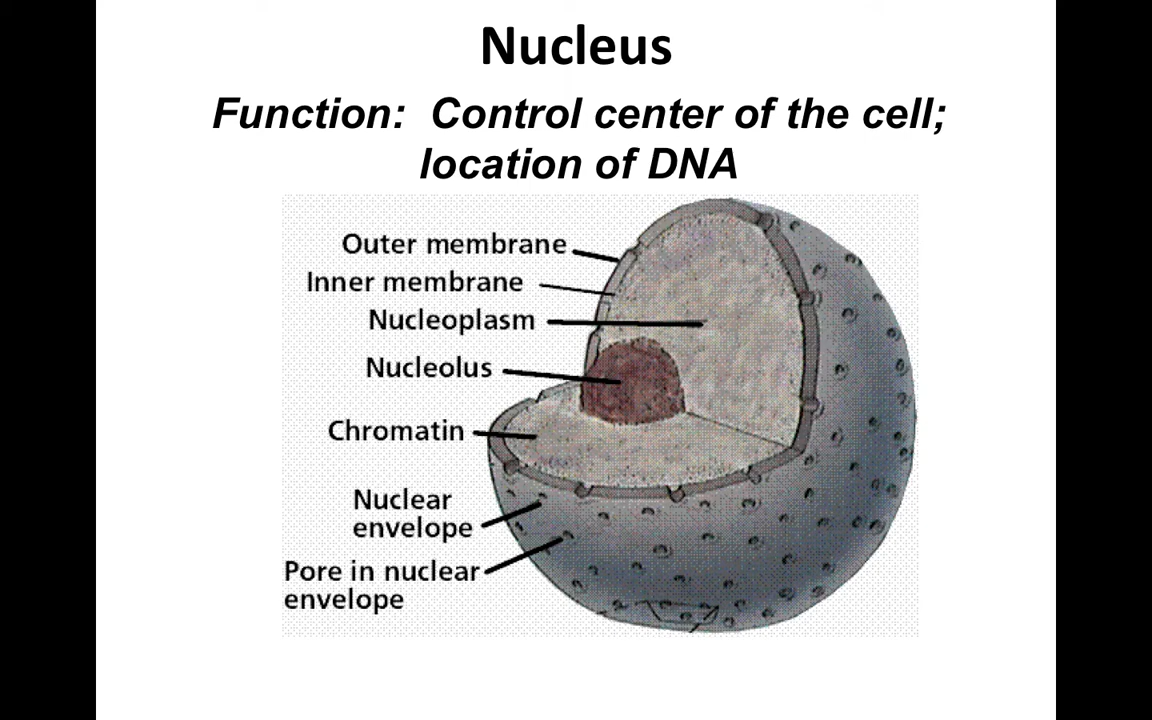 Nucleus
Function:  Control center of the cell;
location of DNA
Outer membrane
Inner membrane
Nucleoplasm
Nucleolus
Chromatin
Nuclear
envelope
Pore in nuclear
envelope